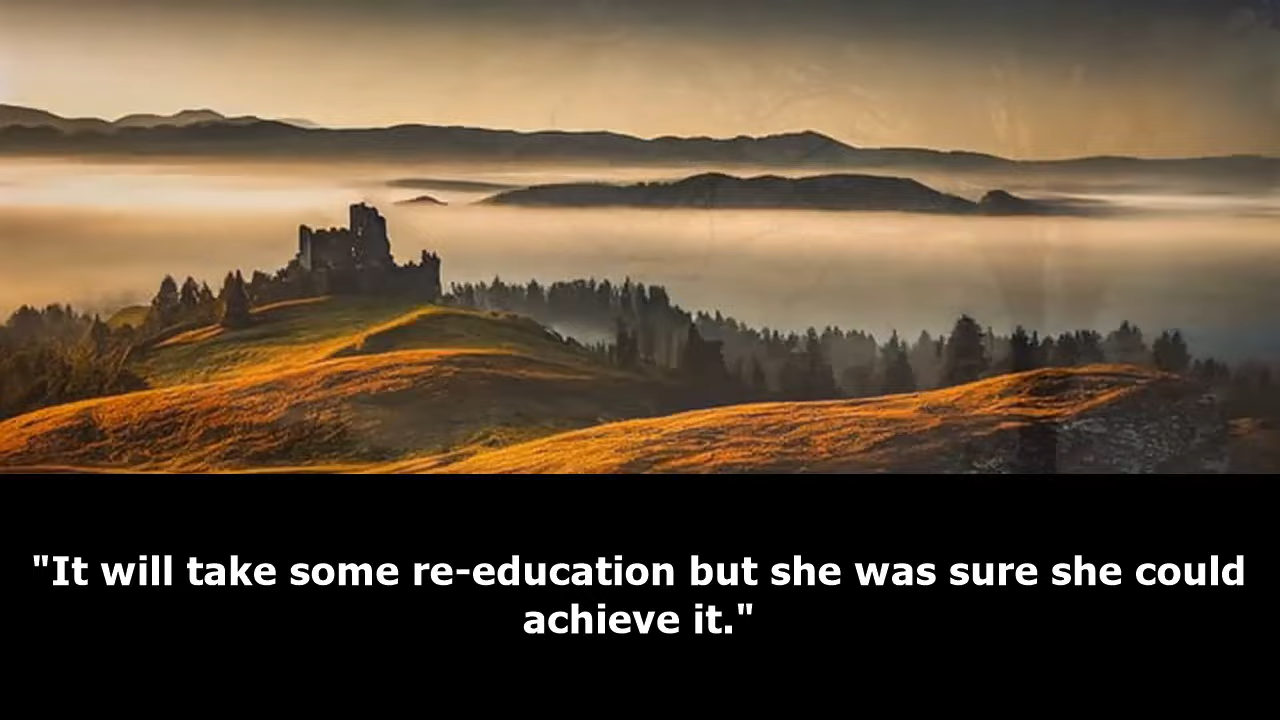 "It will take some re-education but she was sure she could
achieve it."